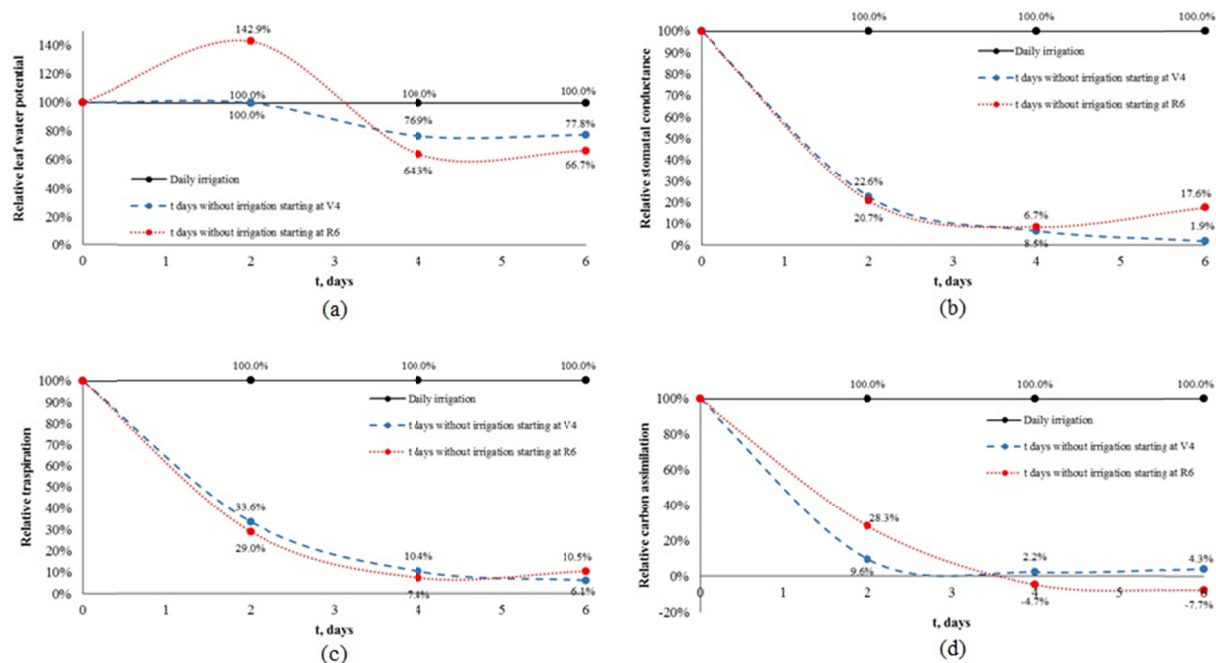 142.9%
140%
120%
100%
80%
60%
40%
20%
0%
100.0%
100.0%
100.0%
100.0%
769%
77.8%
643%
66.7%
Daily irrigation
t days without irrigation starting at V4
t days without irrigation starting at R6
Relative leaf water potential
0 1 2 3 4 5 6
t, days
(a)
100.0% 100.0% 100.0%
100%
90%
80%
70%
60%
50%
40%
30%
20%
10%
0%
Daily irrigation
t days without irrigation starting at V4
t days without irrigation starting at R6
22.6%
20.7%
6.7%
8.5%
17.6%
1.9%
Relative stomatal conductance
0 1 2 3 4 5 6
t, days
(b)
100.0% 100.0% 100.0%
100%
90%
80%
70%
60%
50%
40%
30%
20%
10%
0%
Daily irrigation
t days without irrigation starting at V4
t days without irrigation starting at R6
33.6%
29.0%
104%
10.5%
6.1%
Relative traspiration
0 1 2 3 4 5 6
t, days
(c)
100.0% 100.0% 100.0%
100%
80%
60%
40%
20%
0%
-20%
Daily irrigation
t days without irrigation starting at V4
t days without irrigation starting at R6
28.3%
9.6%
2.2%
4.3%
-4.7%
-7.7%
Relative carbon assimilation
0 1 2 3 4 5 6
t, days
(d)